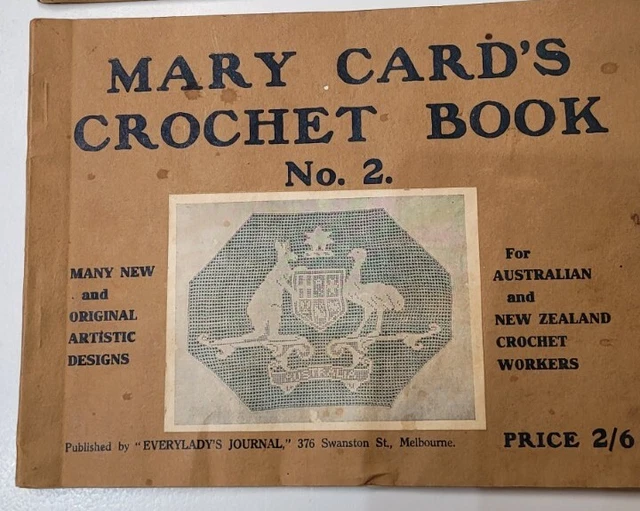 MARY CARD'S
CROCHET BOOK
No. 2.
MANY NEW
and
ORIGINAL
ARTISTIC
DESIGNS
For
AUSTRALIAN
and
NEW ZEALAND
CROCHET
WORKERS
AUSTRALIA
Published by "EVERYLADY'S JOURNAL," 376 Swanston St., Melbourne.
PRICE 2/6